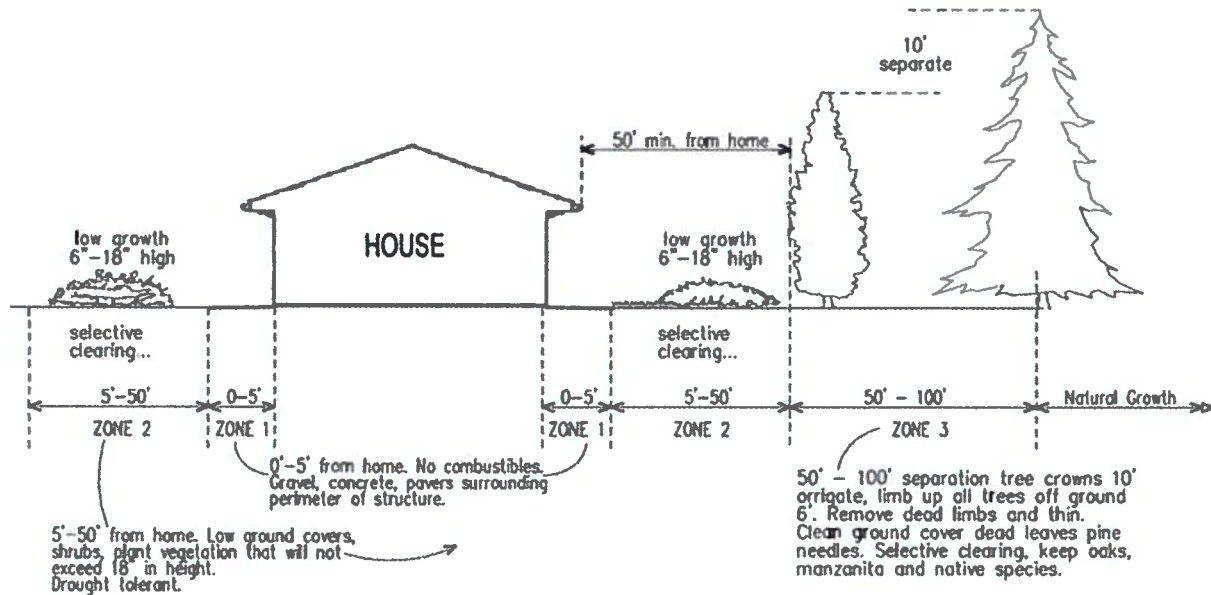 10'
separate
50' min. from home
low growth
6"-18" high
HOUSE
low growth
6"-18" high
selective
clearing...
selective
clearing...
5'-50'
0-5'
0-5'
5'-50'
50' - 100'
Natural Growth
ZONE 2
ZONE 1
ZONE 1
ZONE 2
ZONE 3
0'-5' from home. No combustibles.
Gravel, concrete, pavers surrounding
perimeter of structure.
5'-50' from home. Low ground covers,
shrubs, plant vegetation that will not
exceed 18" in height.
Drought tolerant.
50' - 100' separation tree crowns 10'
orrigate, limb up all trees off ground
6'. Remove dead limbs and thin.
Clean ground cover dead leaves pine
needles. Selective clearing, keep oaks,
manzanita and native species.